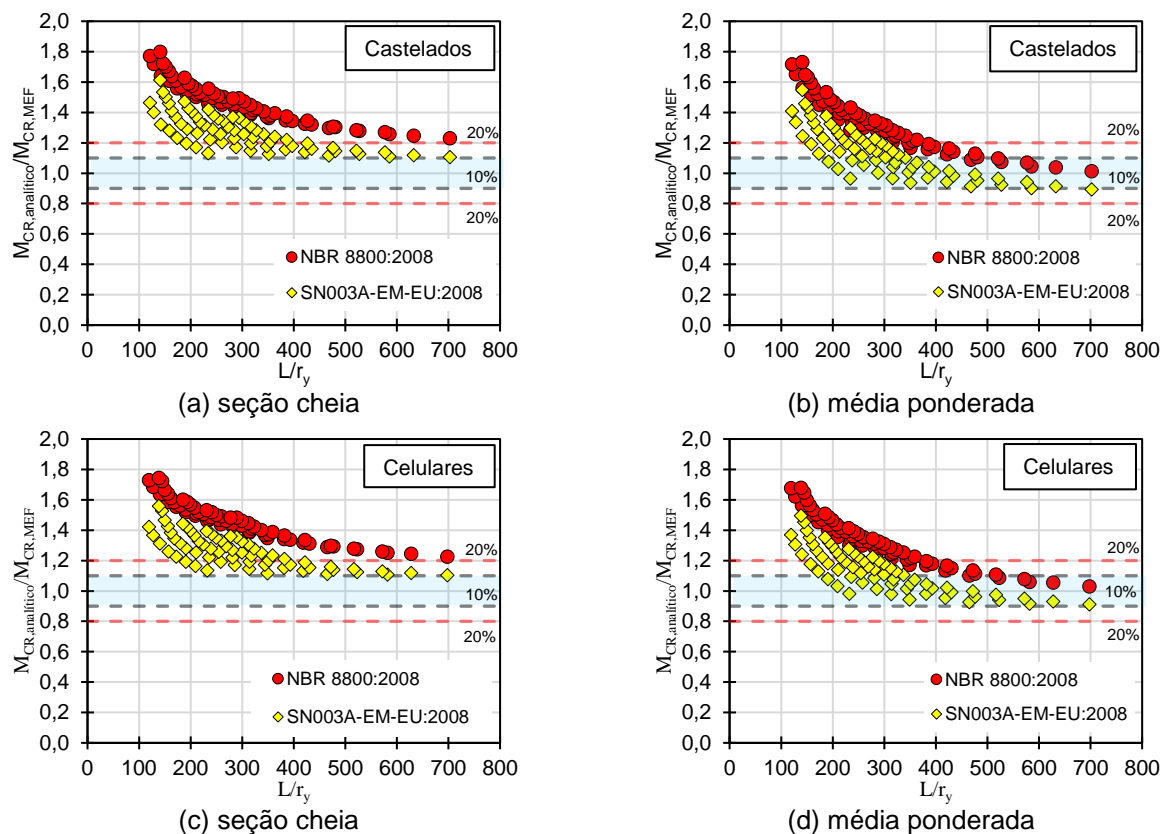 2,0
1,8
1,6
1,4
1,2
1,0
0,8
0,6
0,4
0,2
0,0
M_CR,analítico/M_CR,MEF
Castelados
20%
10%
20%
NBR 8800:2008
SN003A-EM-EU:2008
0 100 200 300 400 500 600 700 800
L/r_y
(a) seção cheia
2,0
1,8
1,6
1,4
1,2
1,0
0,8
0,6
0,4
0,2
0,0
M_CR,analítico/M_CR,MEF
Castelados
20%
10%
20%
NBR 8800:2008
SN003A-EM-EU:2008
0 100 200 300 400 500 600 700 800
L/r_y
(b) média ponderada
2,0
1,8
1,6
1,4
1,2
1,0
0,8
0,6
0,4
0,2
0,0
M_CR,analítico/M_CR,MEF
Celulares
20%
10%
20%
NBR 8800:2008
SN003A-EM-EU:2008
0 100 200 300 400 500 600 700 800
L/r_y
(c) seção cheia
2,0
1,8
1,6
1,4
1,2
1,0
0,8
0,6
0,4
0,2
0,0
M_CR,analítico/M_CR,MEF
Celulares
20%
10%
20%
NBR 8800:2008
SN003A-EM-EU:2008
0 100 200 300 400 500 600 700 800
L/r_y
(d) média ponderada